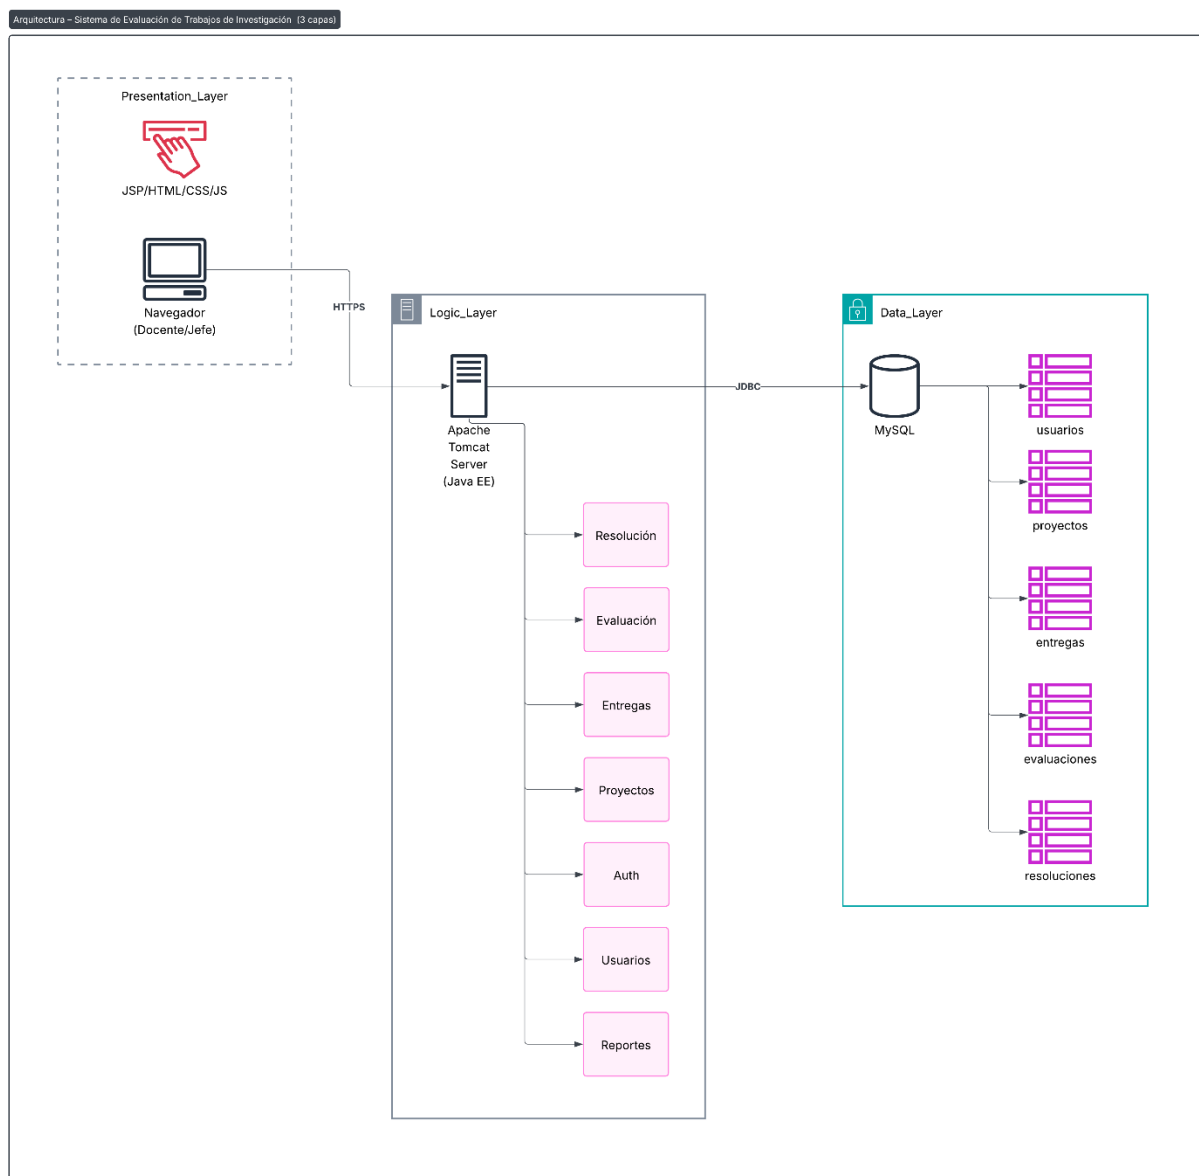 Arquitectura – Sistema de Evaluación de Trabajos de Investigación (3 capas)
Presentation_Layer
JSP/HTML/CSS/JS
Navegador
(Docente/Jefe)
HTTPS
Logic_Layer
Apache
Tomcat
Server
(Java EE)
JDBC
Resolución
Evaluación
Entregas
Proyectos
Auth
Usuarios
Reportes
Data_Layer
MySQL
usuarios
proyectos
entregas
evaluaciones
resoluciones